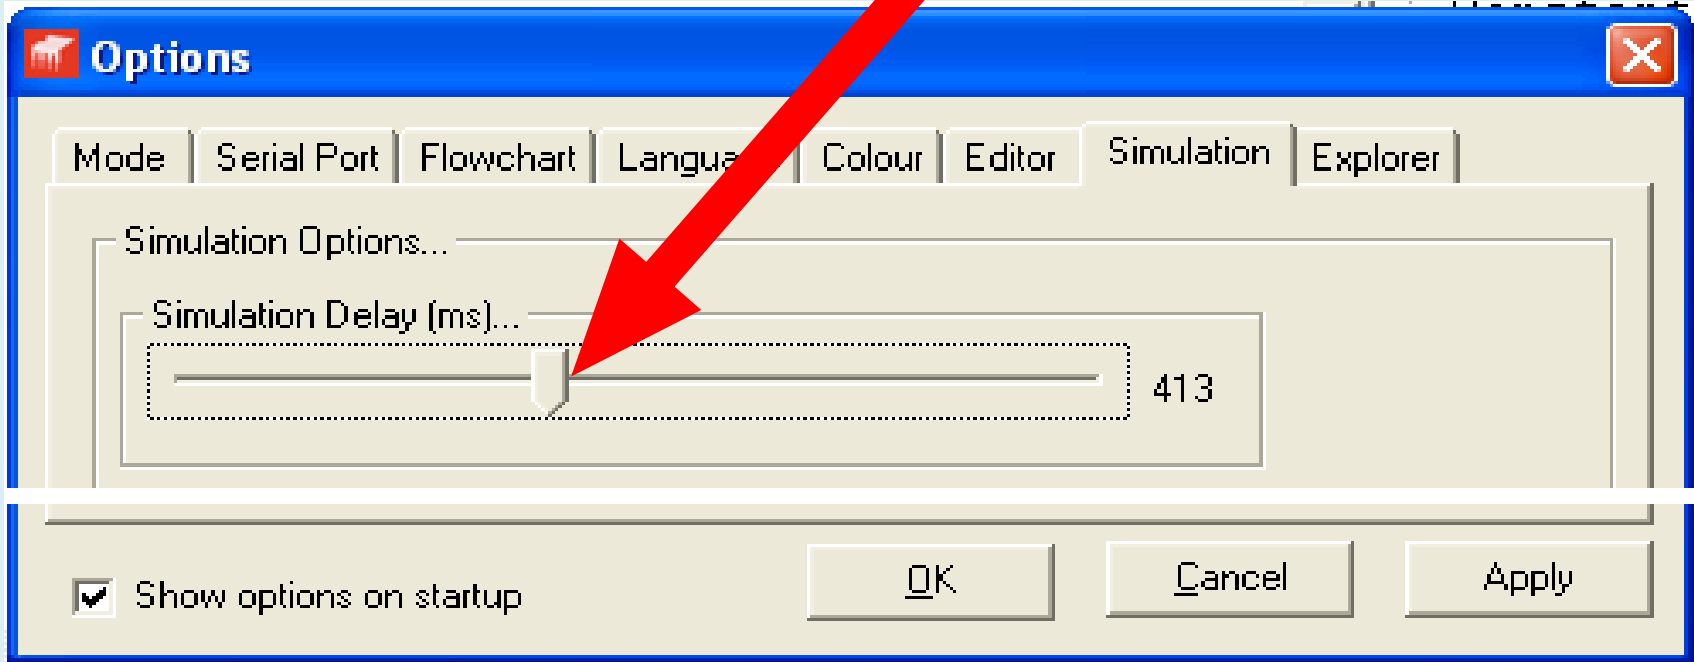 Options
Mode Serial Port Flowchart Colour Editor Simulation Explorer
Simulation Options...
Simulation Delay (ms)...
413
Show options on startup OK Cancel Apply